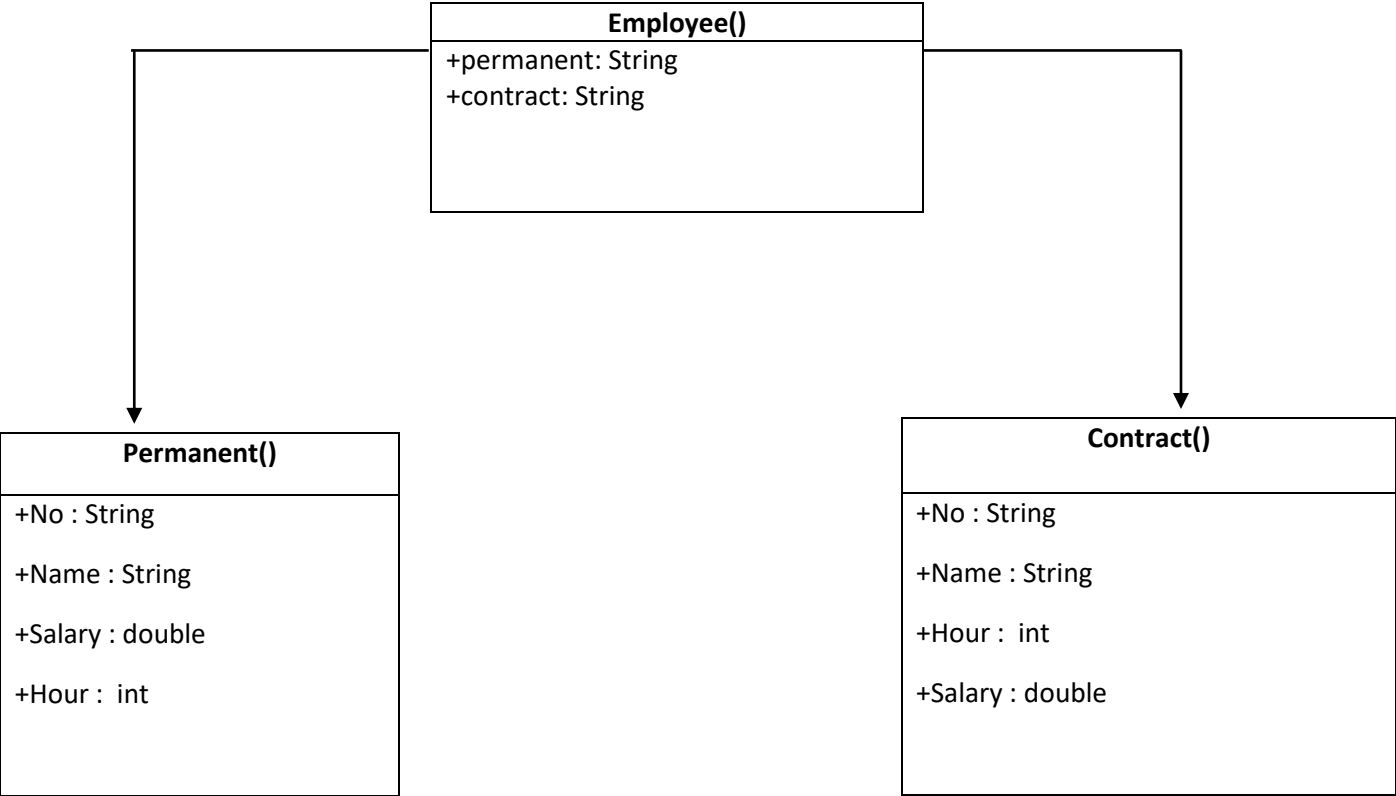 Employee()
+permanent: String
+contract: String
Permanent()
+No : String
+Name : String
+Salary : double
+Hour :  int
Contract()
+No : String
+Name : String
+Hour :  int
+Salary : double